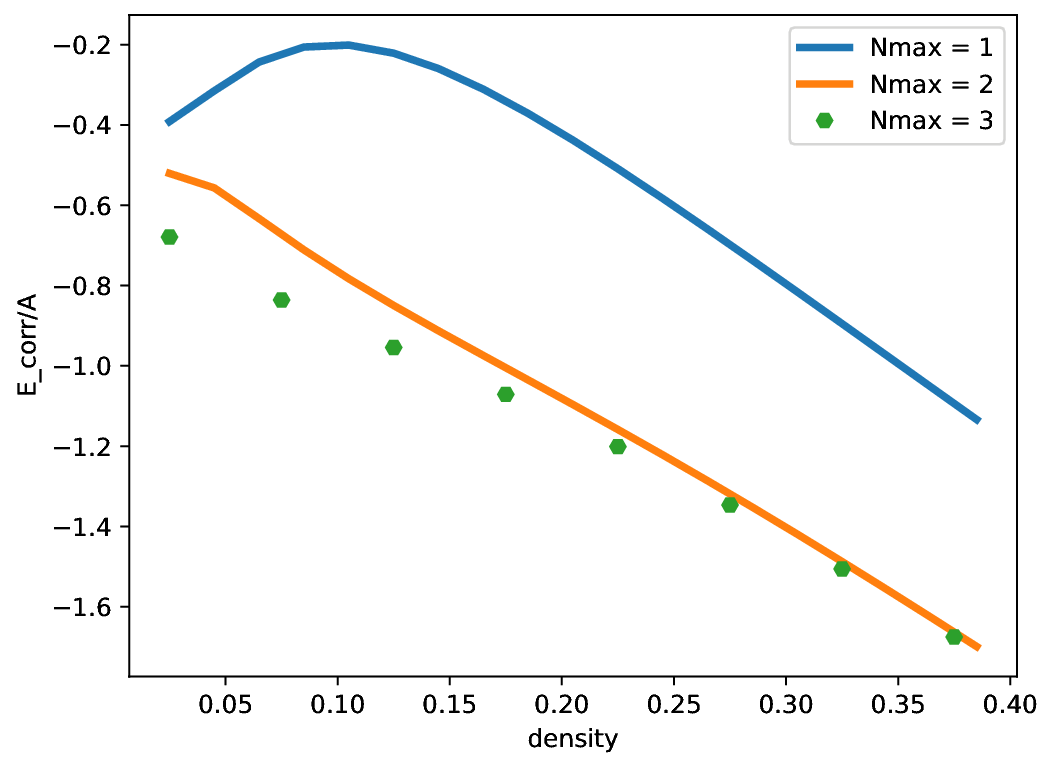 Nmax = 1
Nmax = 2
Nmax = 3
−0.2
−0.4
−0.6
−0.8
−1.0
−1.2
−1.4
−1.6
E_corr/A
0.05 0.10 0.15 0.20 0.25 0.30 0.35 0.40
density